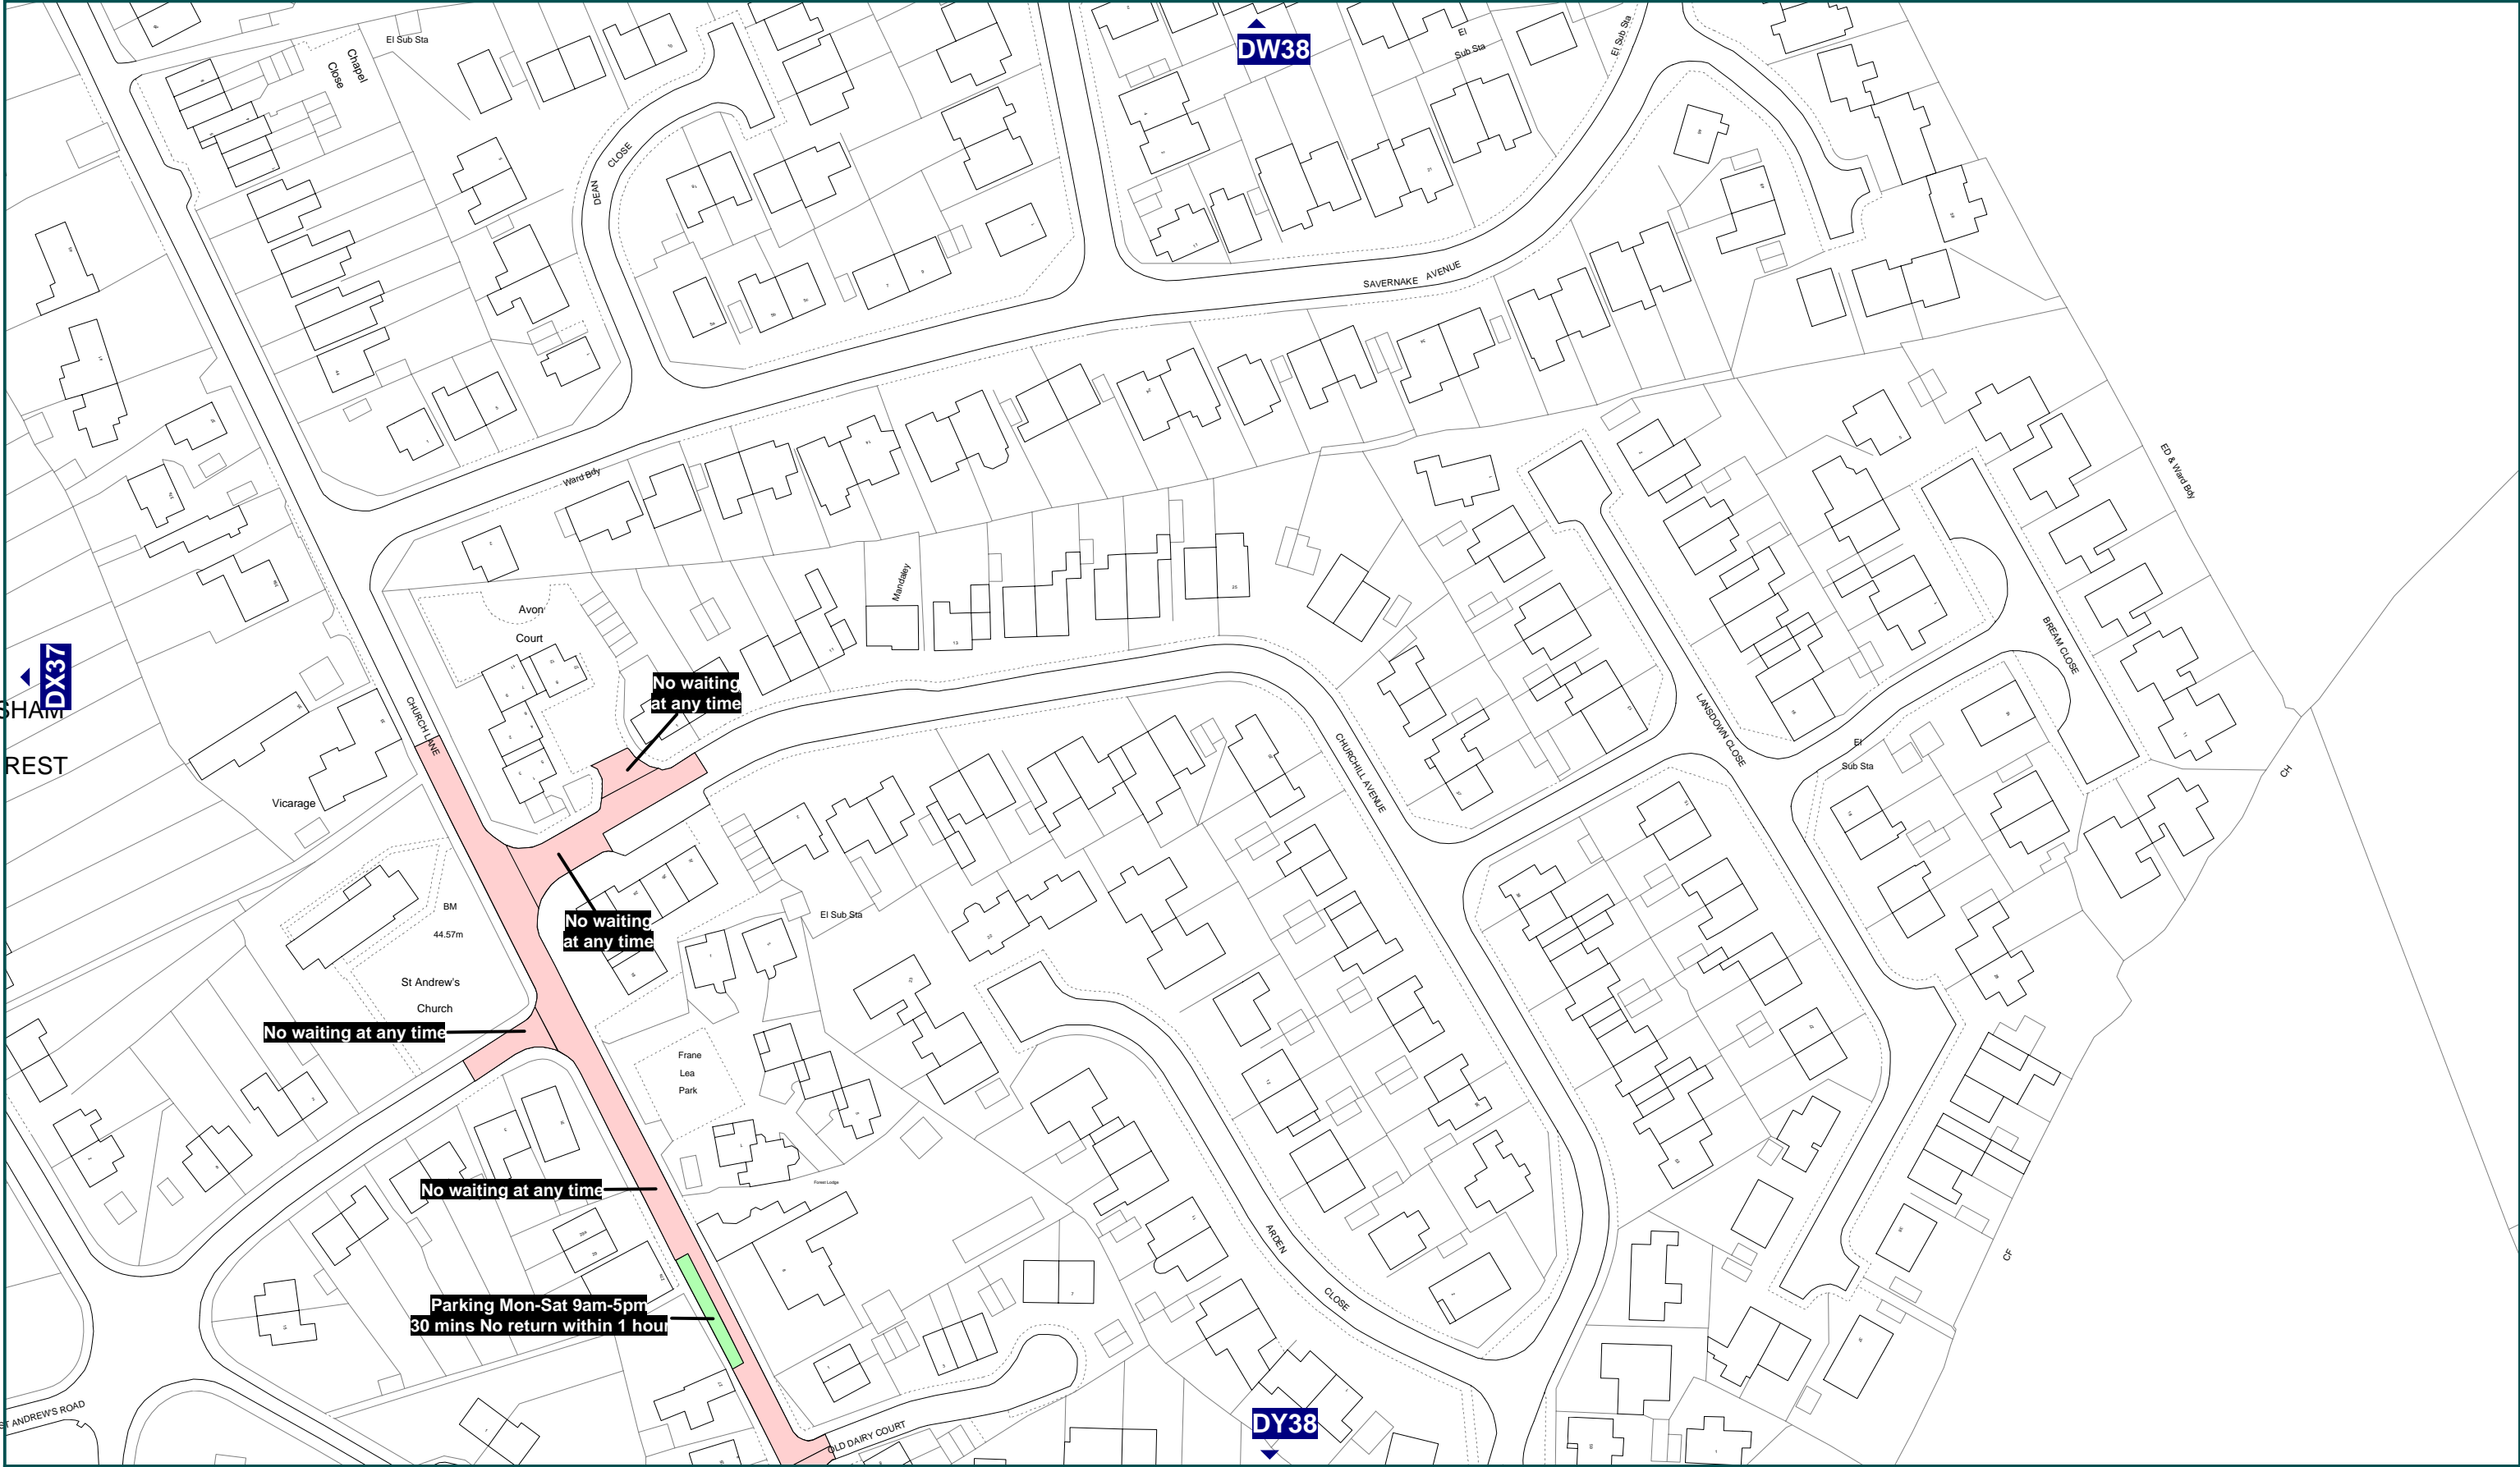 El Sub Sta
Chapel
Close
DW38
El
Sub Sta
El Sub Sta
DEAN
CLOSE
SAVERNAKE AVENUE
Ward Bdy
ED & Ward Bdy
Mandaley
Avon
Court
DX37
SHAM
REST
CHURCH LANE
No waiting
at any time
Vicarage
CHURCHILL AVENUE
LANSDOWN CLOSE
BREAM CLOSE
El
Sub Sta
CH
BM
44.57m
No waiting
at any time
El Sub Sta
St Andrew's
Church
No waiting at any time
Frane
Lea
Park
No waiting at any time
Forest Lodge
ARDEN
CLOSE
CF
Parking Mon-Sat 9am-5pm
30 mins No return within 1 hour
ST ANDREW'S ROAD
OLD DAIRY COURT
DY38